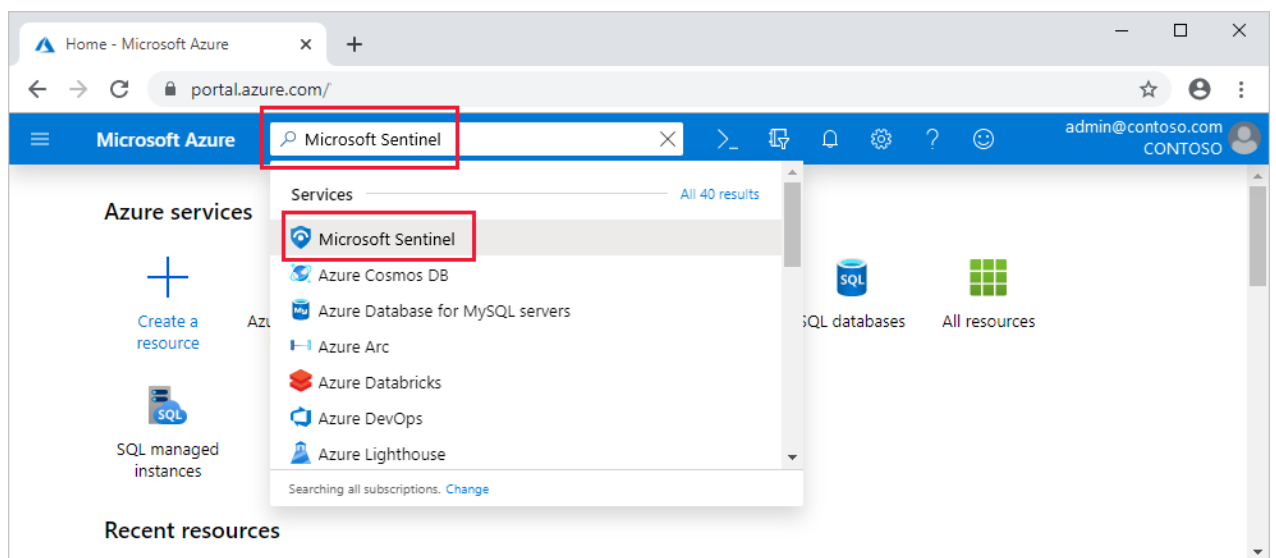 Home - Microsoft Azure
portal.azure.com/
Microsoft Azure
Microsoft Sentinel
admin@contoso.com
CONTOSO
Azure services
Services
All 40 results
Microsoft Sentinel
Azure Cosmos DB
Azure Database for MySQL servers
Azure Arc
Azure Databricks
Azure DevOps
Azure Lighthouse
Searching all subscriptions. Change
Create a
resource
SQL
SQL databases
All resources
SQL
SQL managed
instances
Recent resources